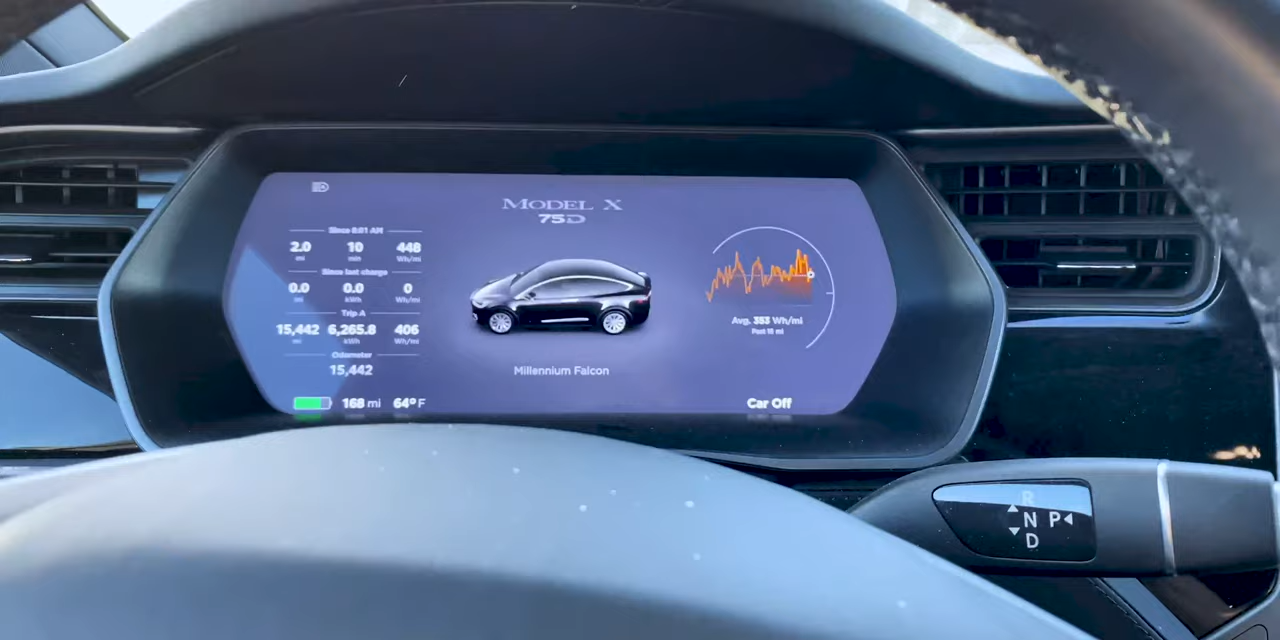 MODEL X
75D
Since 8:01 AM
2.0 10 448
mi min Wh/mi
Since last charge
0.0 0.0 0
mi kWh Wh/mi
Trip A
15,442 6,265.8 406
mi kWh Wh/mi
Odometer
15,442
Avg. 353 Wh/mi
Past 15 mi
Millennium Falcon
168 mi 64°F
Car Off
R
N P
D